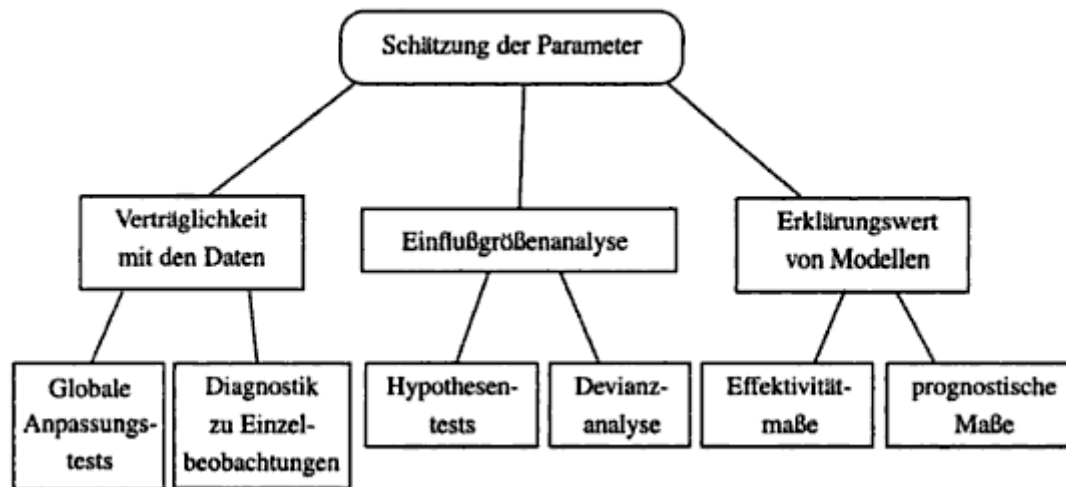 Schätzung der Parameter
Verträglichkeit
mit den Daten
Einflußgrößenanalyse
Erklärungswert
von Modellen
Globale
Anpassungs-
tests
Diagnostik
zu Einzel-
beobachtungen
Hypothesen-
tests
Devianz-
analyse
Effektivität-
maße
prognostische
Maße